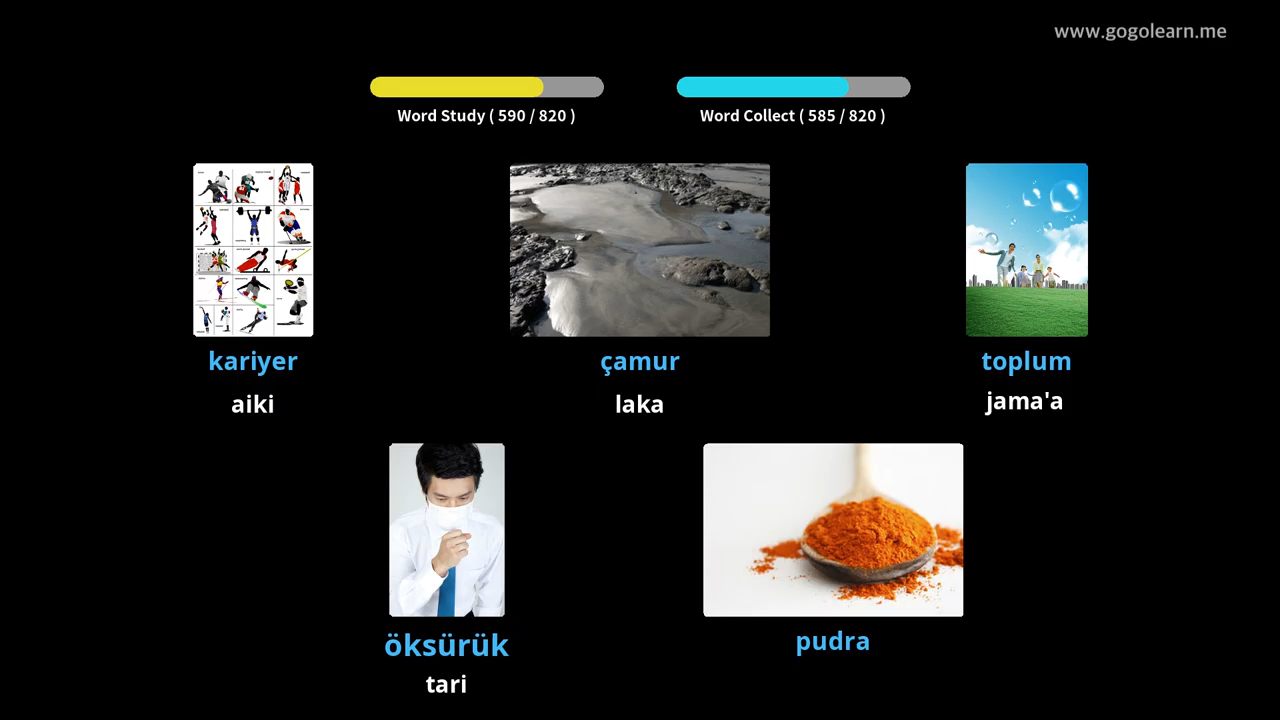 www.gogolearn.me
Word Study ( 590 / 820 )
Word Collect ( 585 / 820 )
kariyer
aiki
çamur
laka
toplum
jama'a
öksürük
tari
pudra